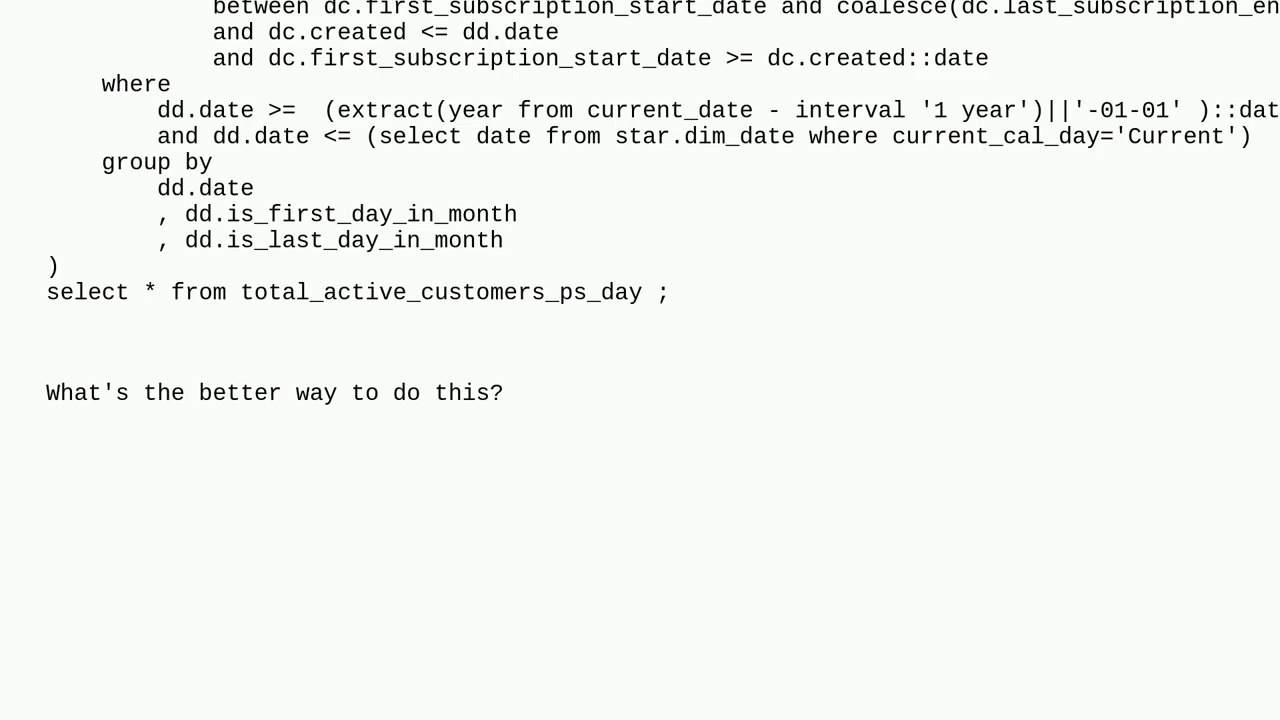 between dc.first_subscription_start_date and coalesce(dc.last_subscription_en
and dc.created <= dd.date
and dc.first_subscription_start_date >= dc.created::date
where
dd.date >=  (extract(year from current_date - interval '1 year')||'-01-01' )::dat
and dd.date <= (select date from star.dim_date where current_cal_day='Current')
group by
dd.date
, dd.is_first_day_in_month
, dd.is_last_day_in_month
)
select * from total_active_customers_ps_day ;
What's the better way to do this?